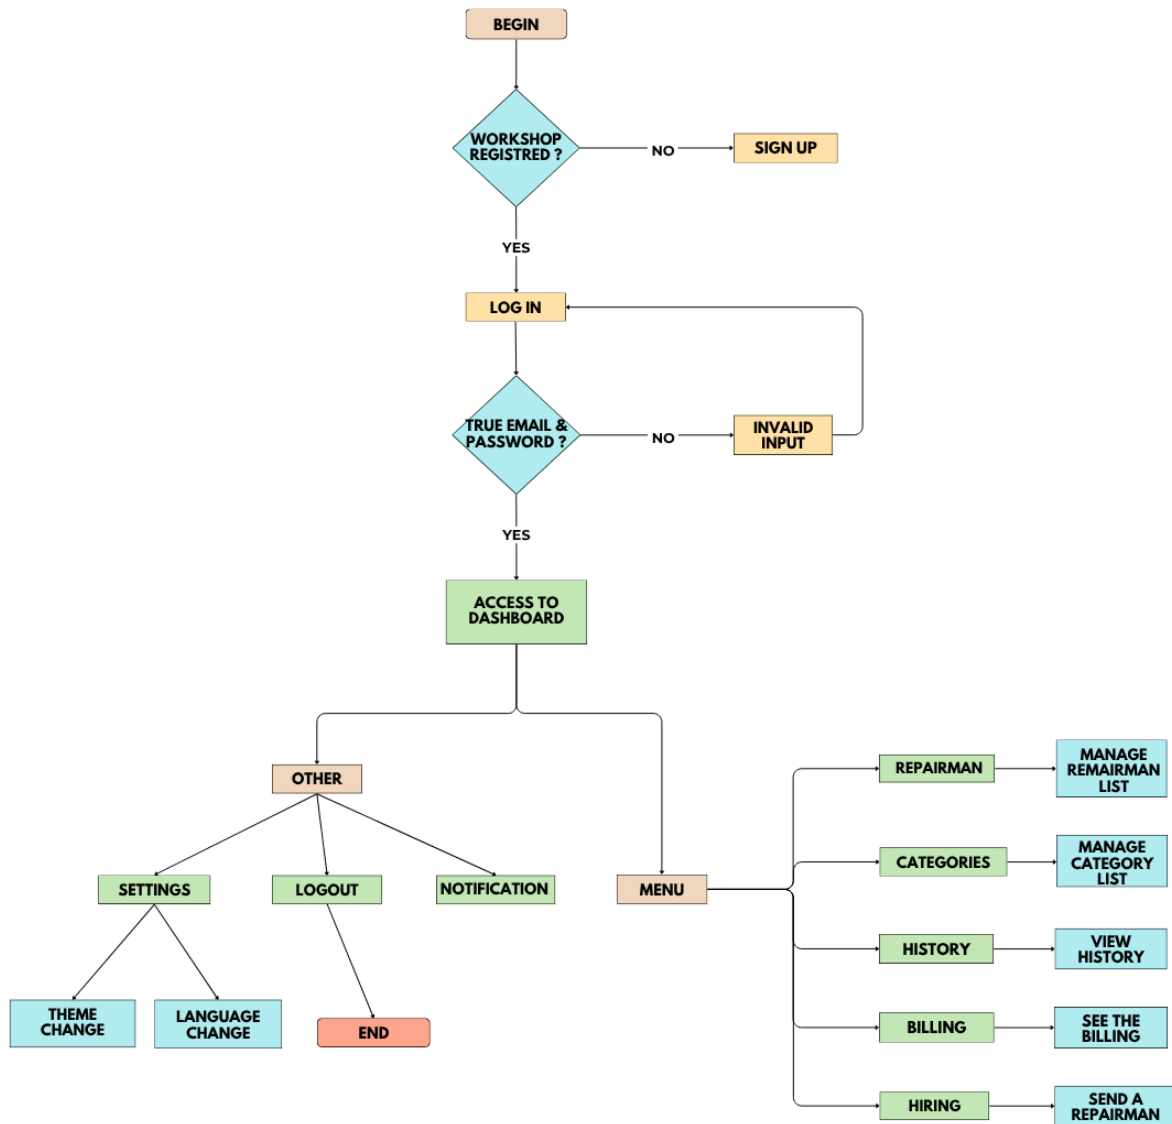 BEGIN
WORKSHOP
REGISTRED ?
NO
SIGN UP
YES
LOG IN
TRUE EMAIL &
PASSWORD ?
NO
INVALID
INPUT
YES
ACCESS TO
DASHBOARD
OTHER
SETTINGS
LOGOUT
NOTIFICATION
THEME
CHANGE
LANGUAGE
CHANGE
END
MENU
REPAIRMAN
MANAGE
REMAIRMAN
LIST
CATEGORIES
MANAGE
CATEGORY
LIST
HISTORY
VIEW
HISTORY
BILLING
SEE THE
BILLING
HIRING
SEND A
REPAIRMAN